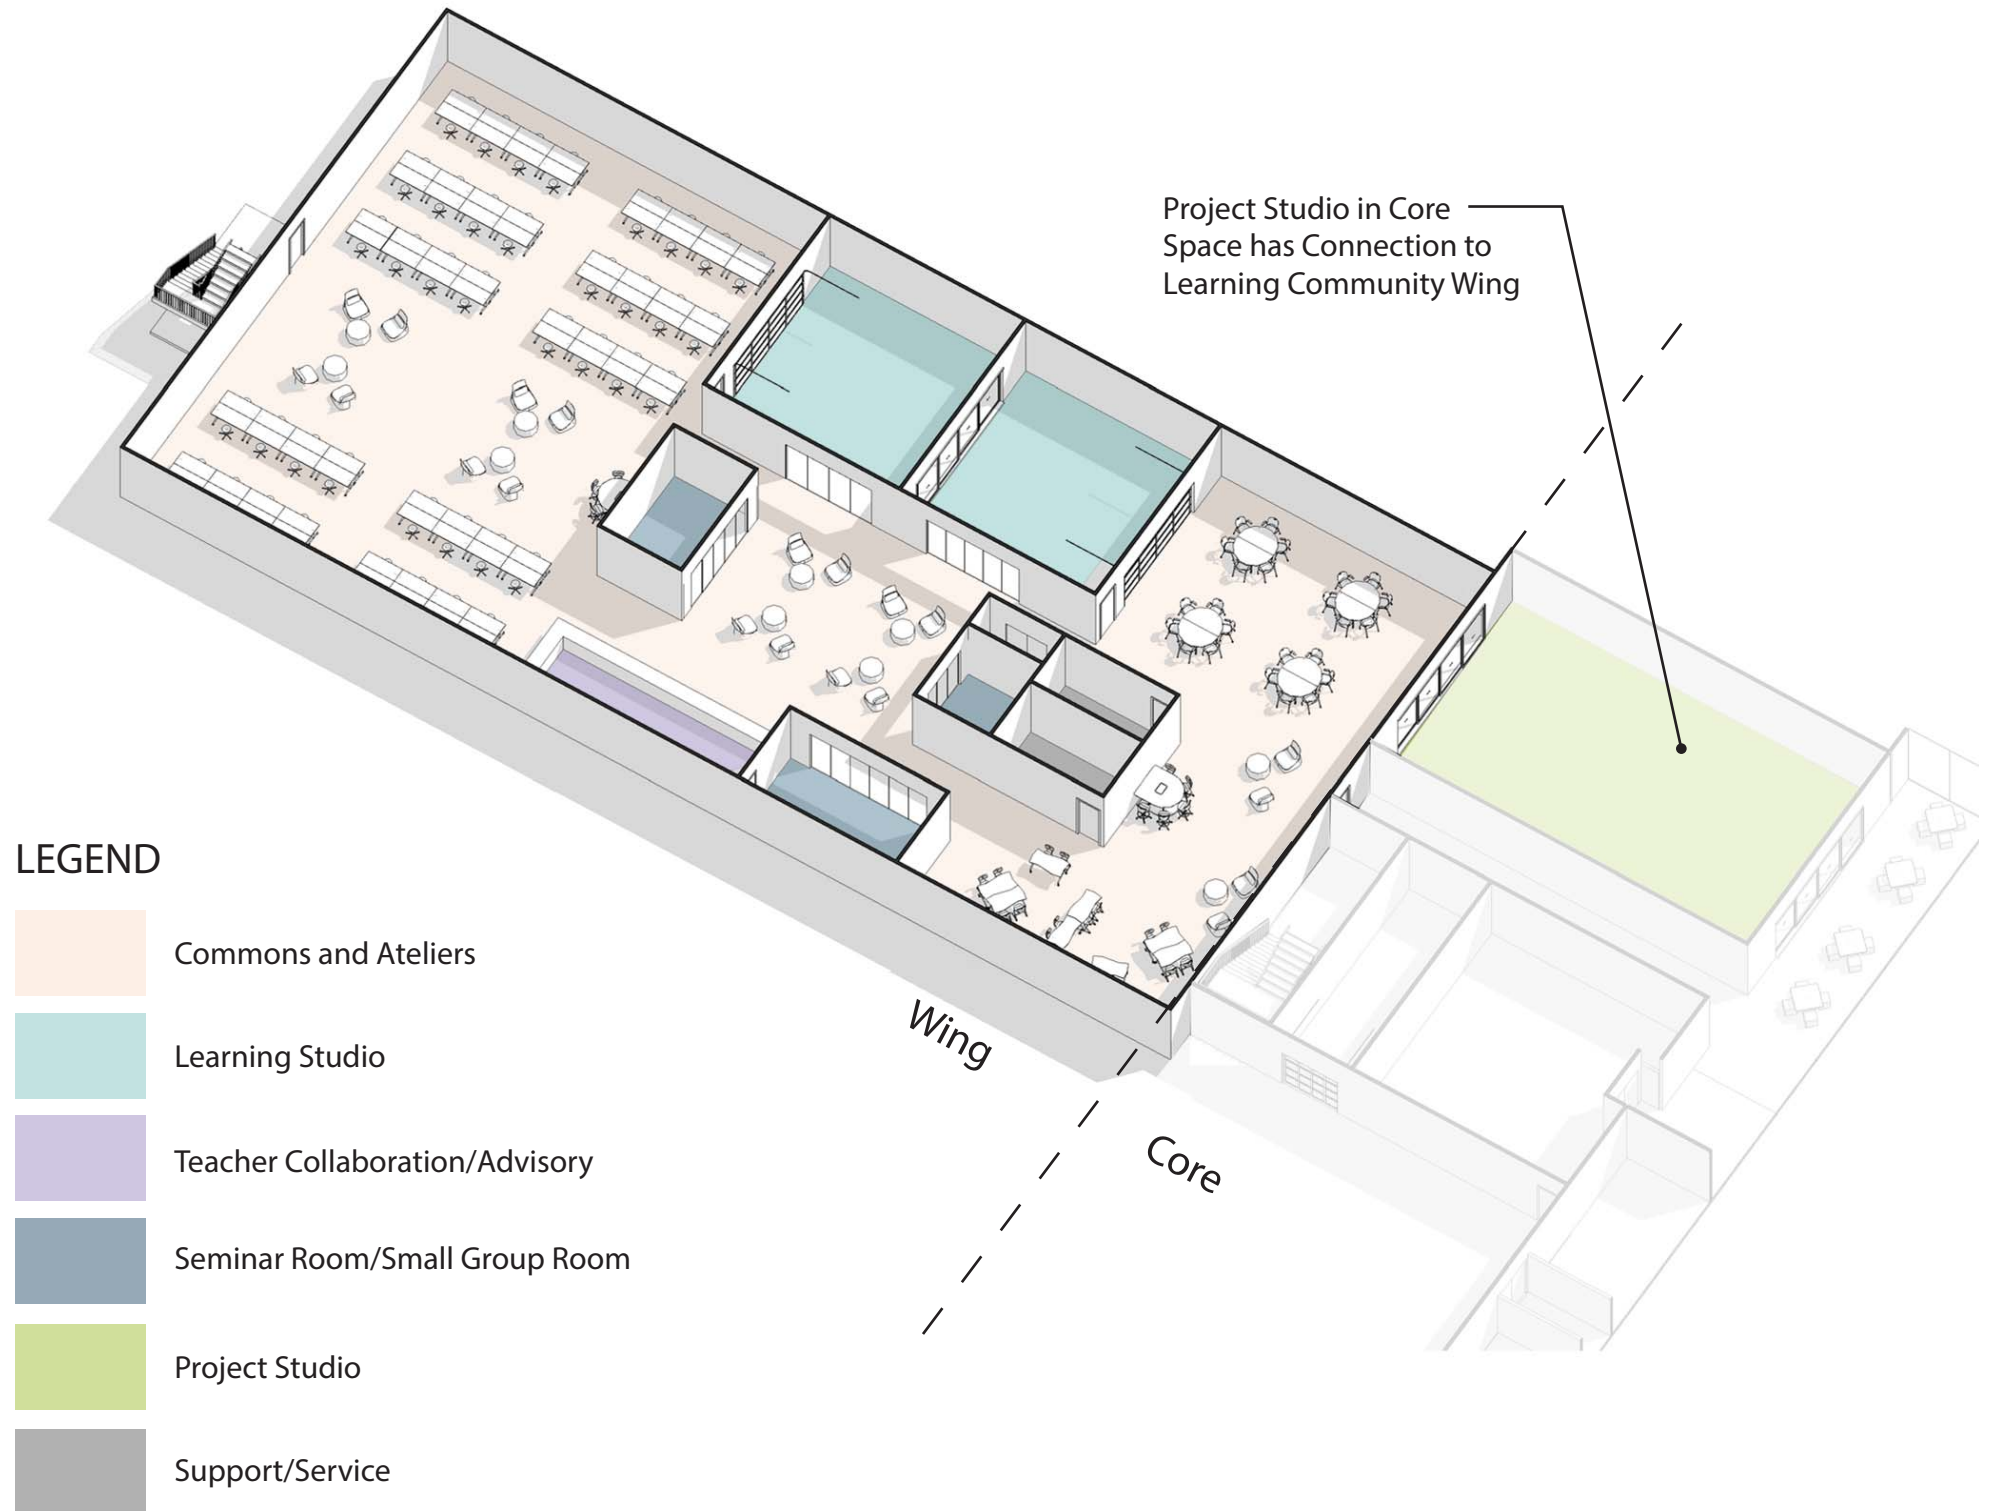 Project Studio in Core
Space has Connection to
Learning Community Wing
Wing
Core
LEGEND
Commons and Ateliers
Learning Studio
Teacher Collaboration/Advisory
Seminar Room/Small Group Room
Project Studio
Support/Service